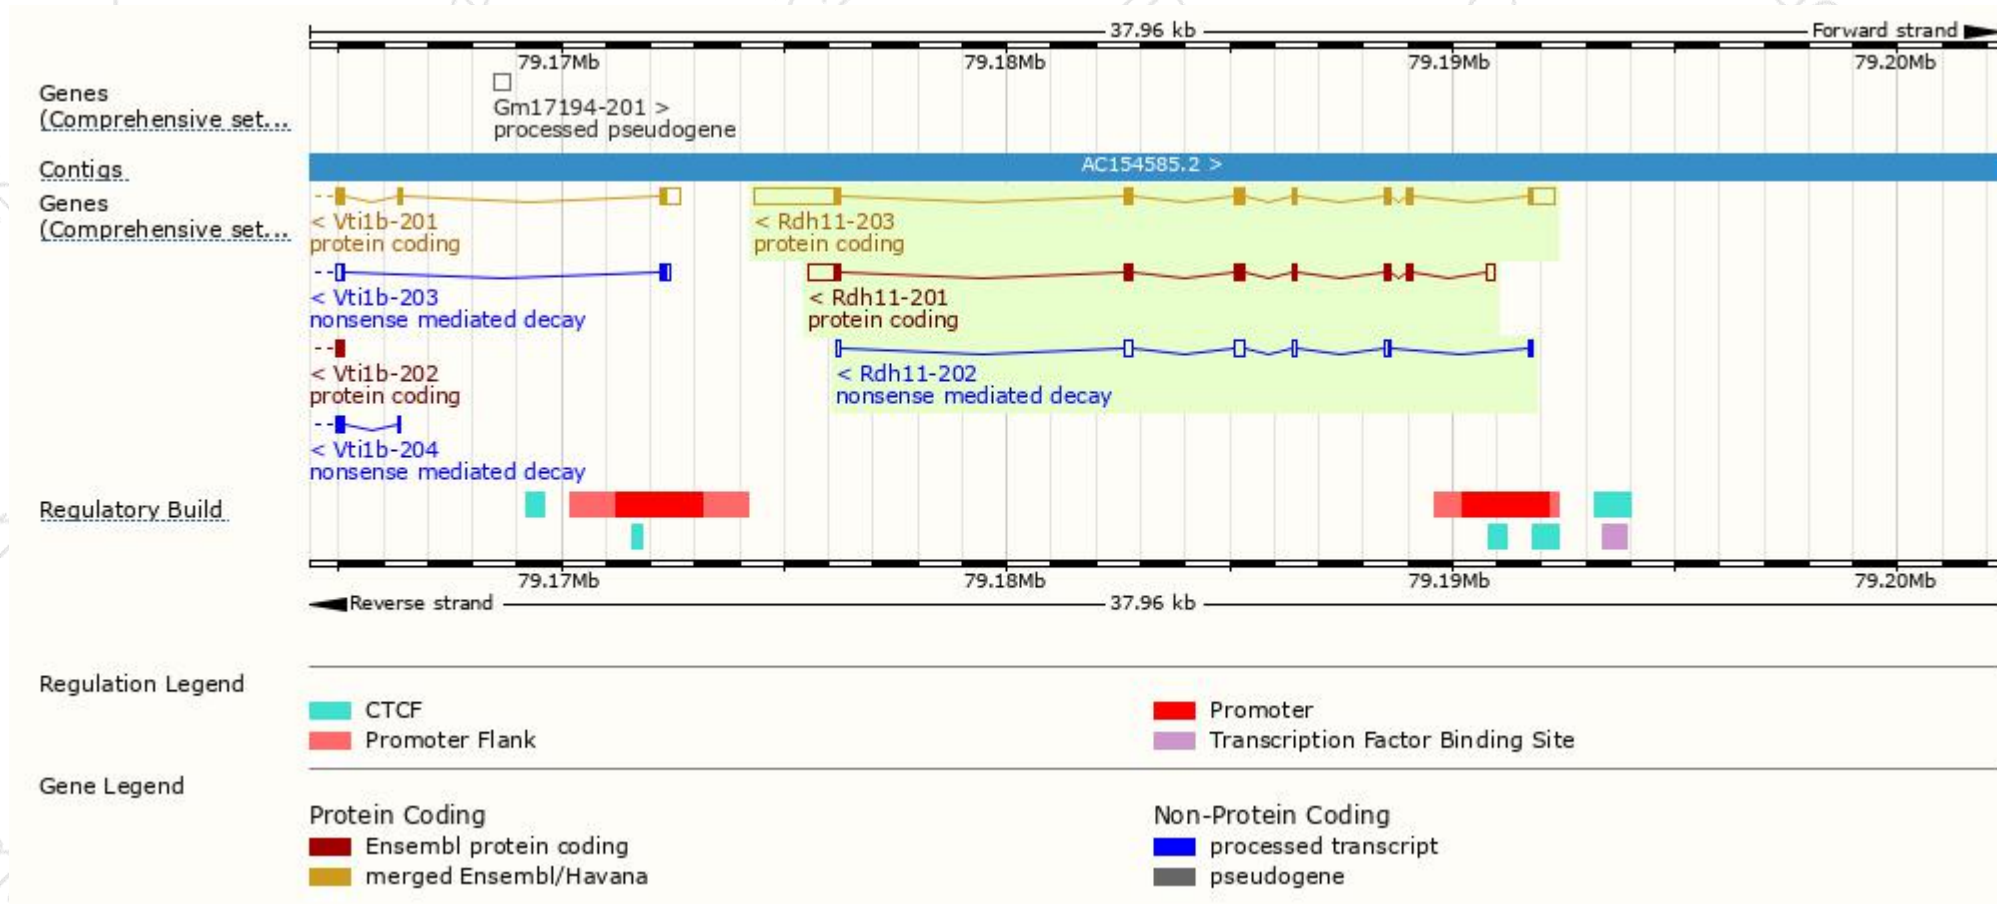 37.96 kb
Forward strand
79.17Mb
79.18Mb
79.19Mb
79.20Mb
Genes
(Comprehensive set...
Gm17194-201 >
processed pseudogene
Contigs
AC154585.2 >
Genes
(Comprehensive set...
< Vti1b-201
protein coding
< Rdh11-203
protein coding
< Vti1b-203
nonsense mediated decay
< Rdh11-201
protein coding
< Vti1b-202
protein coding
< Rdh11-202
nonsense mediated decay
< Vti1b-204
nonsense mediated decay
Regulatory Build
79.17Mb
79.18Mb
79.19Mb
79.20Mb
Reverse strand
37.96 kb
Regulation Legend
CTCF
Promoter
Promoter Flank
Transcription Factor Binding Site
Gene Legend
Protein Coding
Non-Protein Coding
Ensembl protein coding
processed transcript
merged Ensembl/Havana
pseudogene